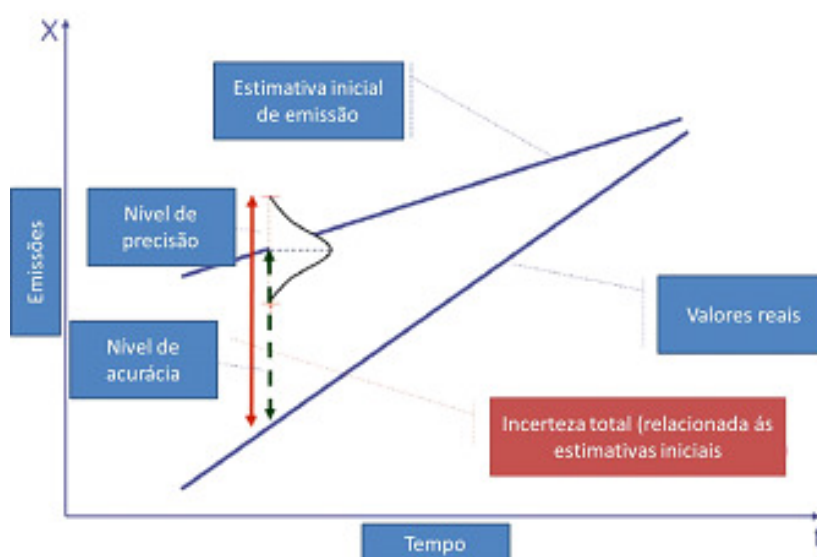 X
Estimativa inicial
de emissão
Nível de
precisão
Emissões
Valores reais
Nível de
acurácia
Incerteza total (relacionada ás
estimativas iniciais
Tempo